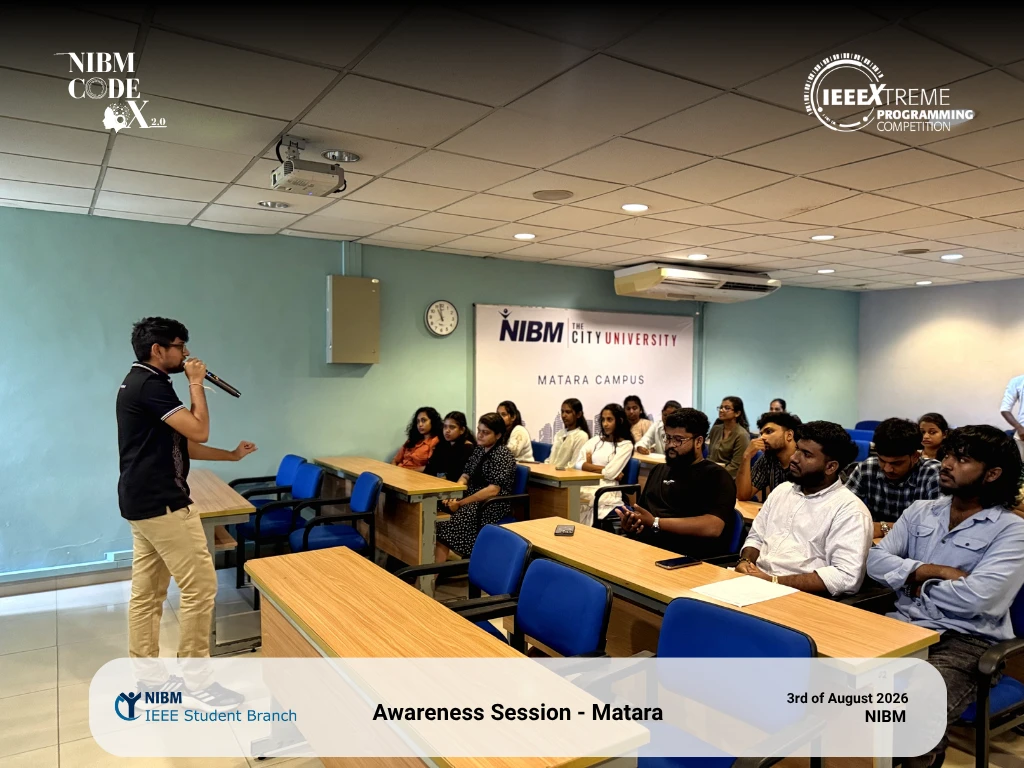 NIBM
CODE
X 2.0
IEEEXTREME
PROGRAMMING
COMPETITION
NIBM THE CITY UNIVERSITY
MATARA CAMPUS
NIBM
IEEE Student Branch
Awareness Session - Matara
3rd of August 2026
NIBM